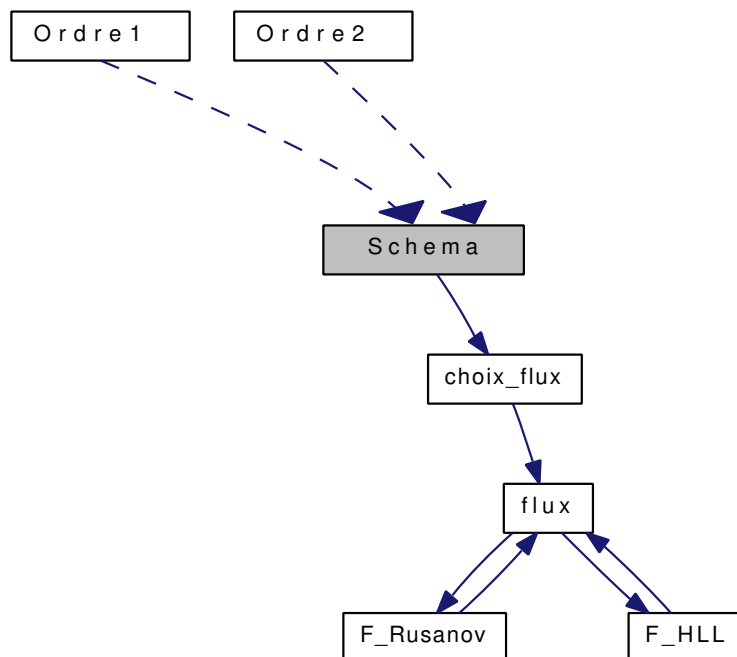 Ordre1
Ordre2
Schema
choix_flux
flux
F_Rusanov
F_HLL